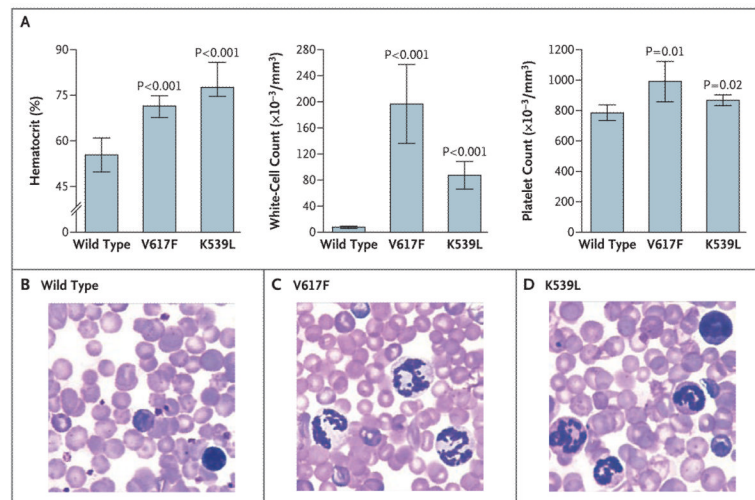 A
Hematocrit (%)
90
75
60
45
0
P<0.001
P<0.001
Wild Type V617F K539L
White-Cell Count (×10⁻³/mm³)
280
240
200
160
120
80
40
0
P<0.001
P<0.001
Wild Type V617F K539L
Platelet Count (×10⁻³/mm³)
1200
1000
800
600
400
200
0
P=0.01
P=0.02
Wild Type V617F K539L
B Wild Type
C V617F
D K539L